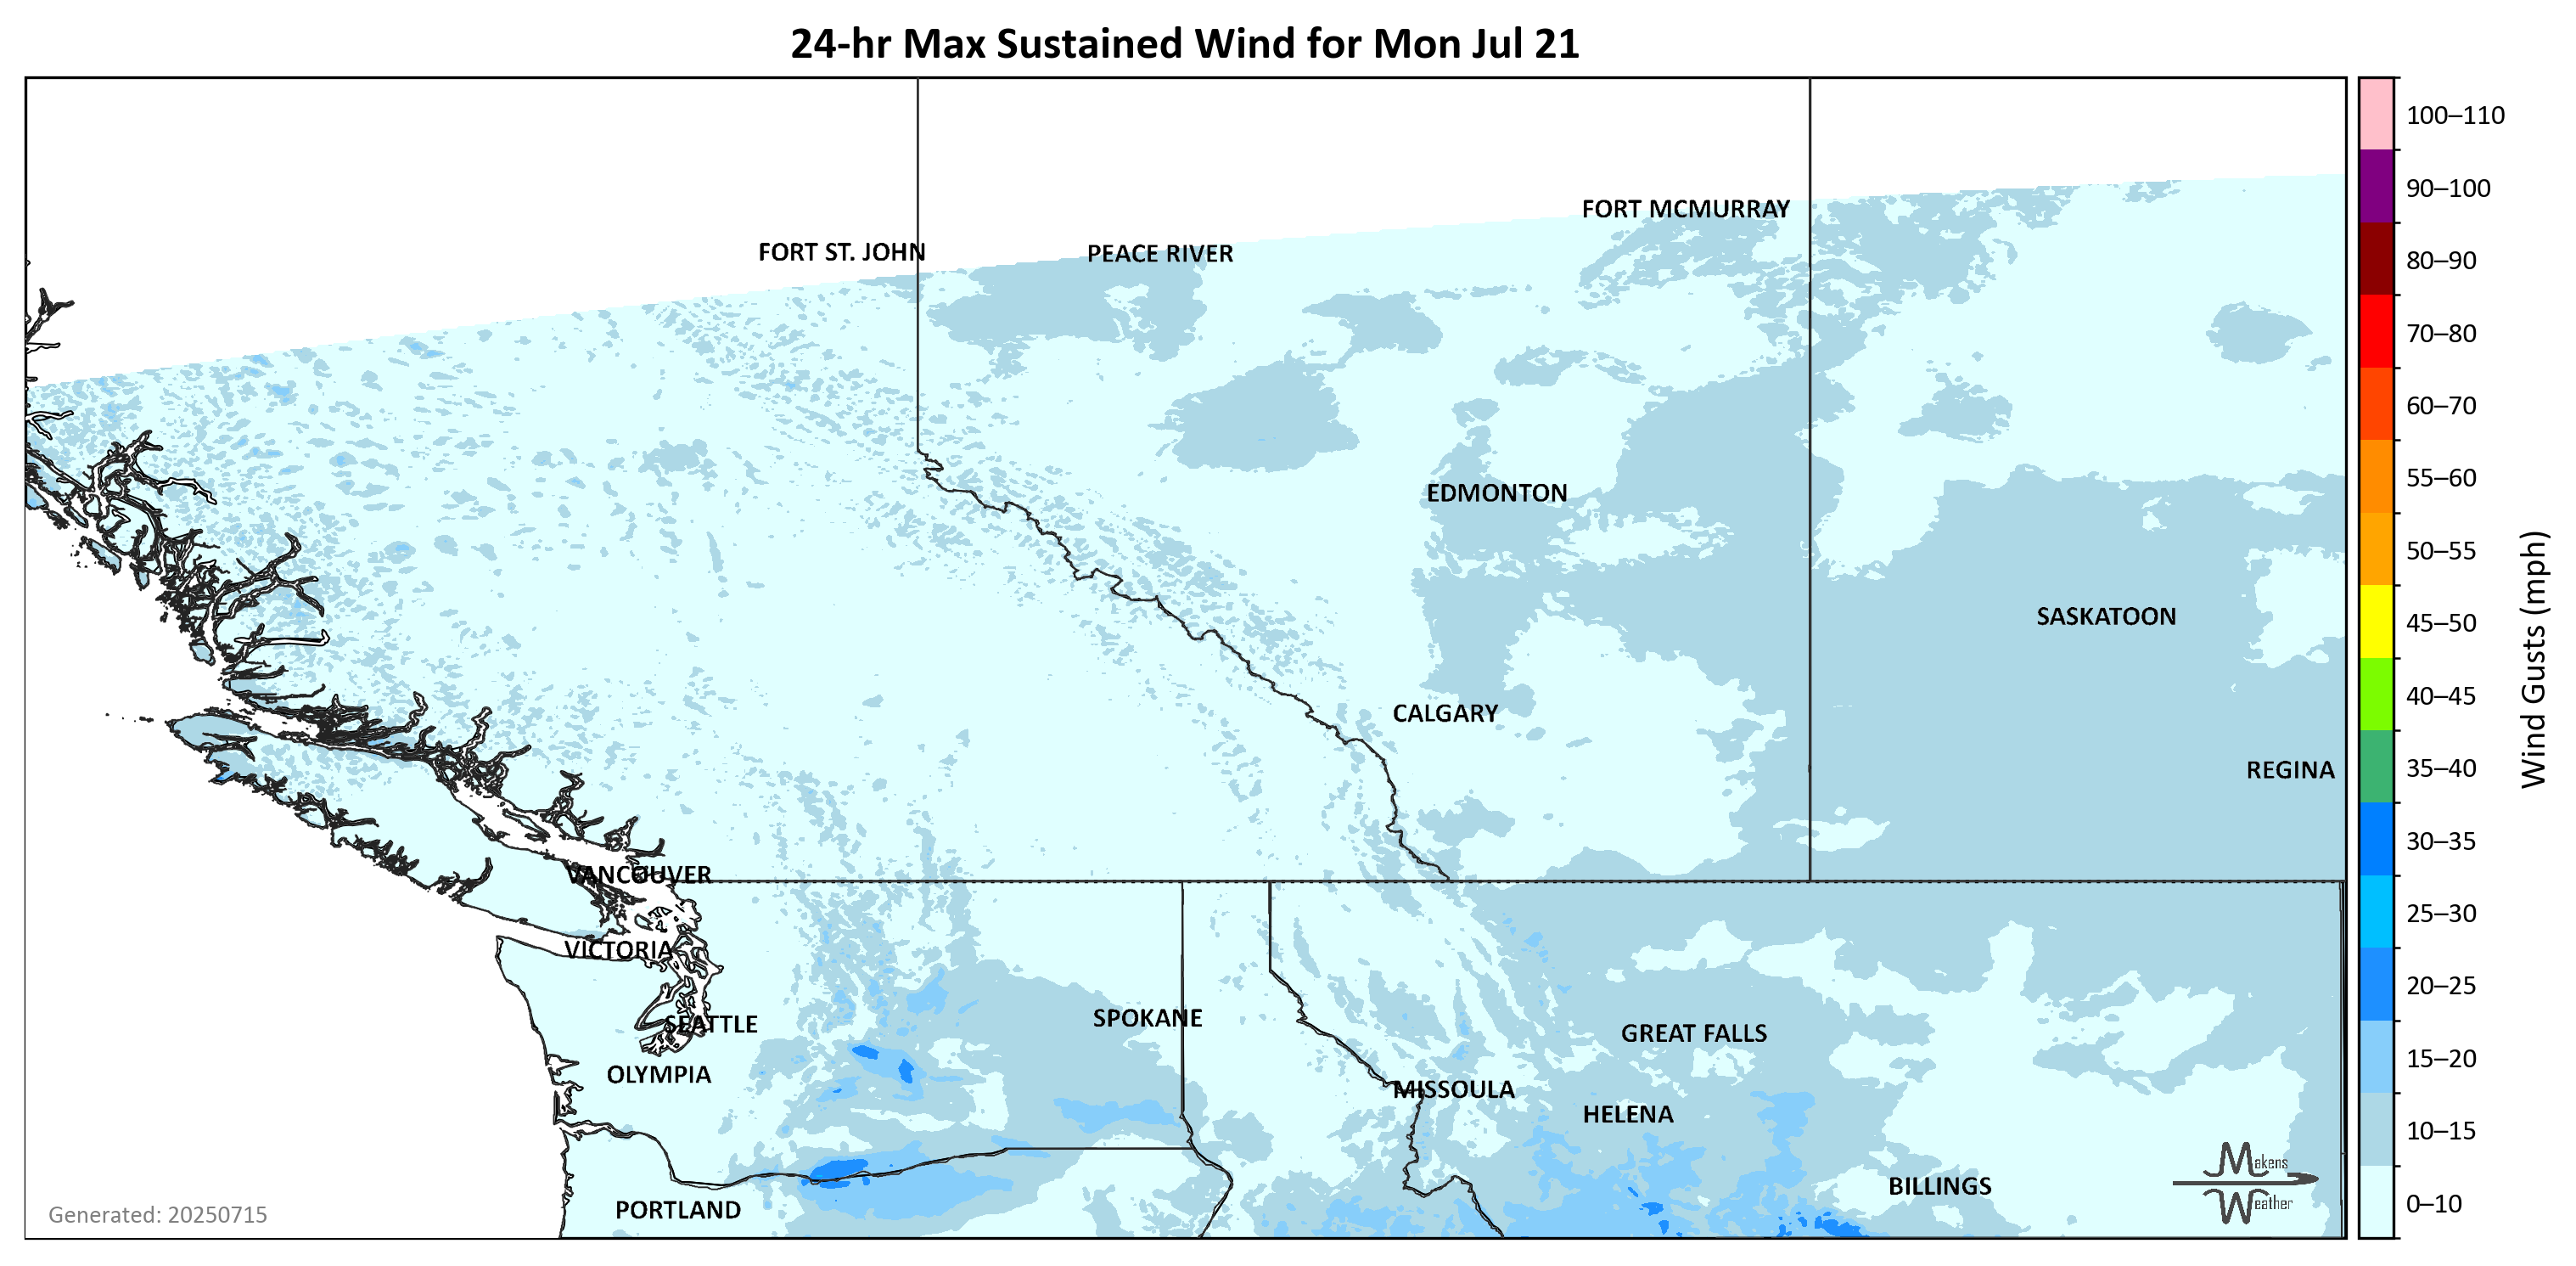 24-hr Max Sustained Wind for Mon Jul 21
100–110
FORT MCMURRAY
90–100
FORT ST. JOHN
PEACE RIVER
80–90
70–80
60–70
EDMONTON
55–60
50–55
SASKATOON
45–50
40–45
CALGARY
REGINA
35–40
30–35
VANCOUVER
25–30
VICTORIA
20–25
SEATTLE
SPOKANE
GREAT FALLS
15–20
OLYMPIA
MISSOULA
HELENA
10–15
Makens
Weather
BILLINGS
PORTLAND
0–10
Generated: 20250715
Wind Gusts (mph)